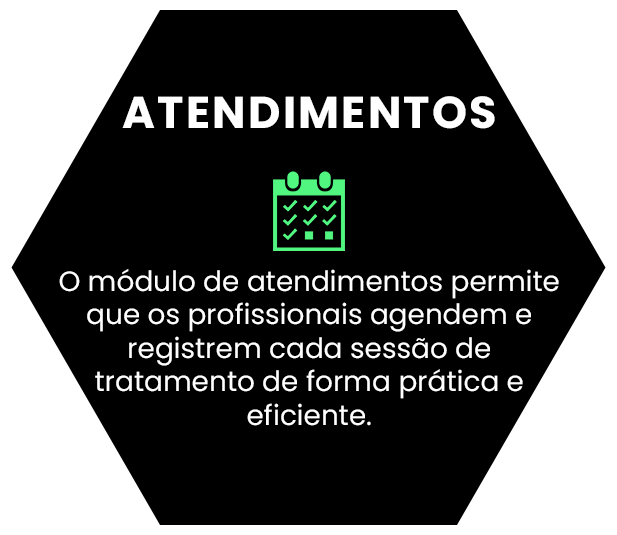 ATENDIMENTOS
O módulo de atendimentos permite
que os profissionais agendem e
registrem cada sessão de
tratamento de forma prática e
eficiente.